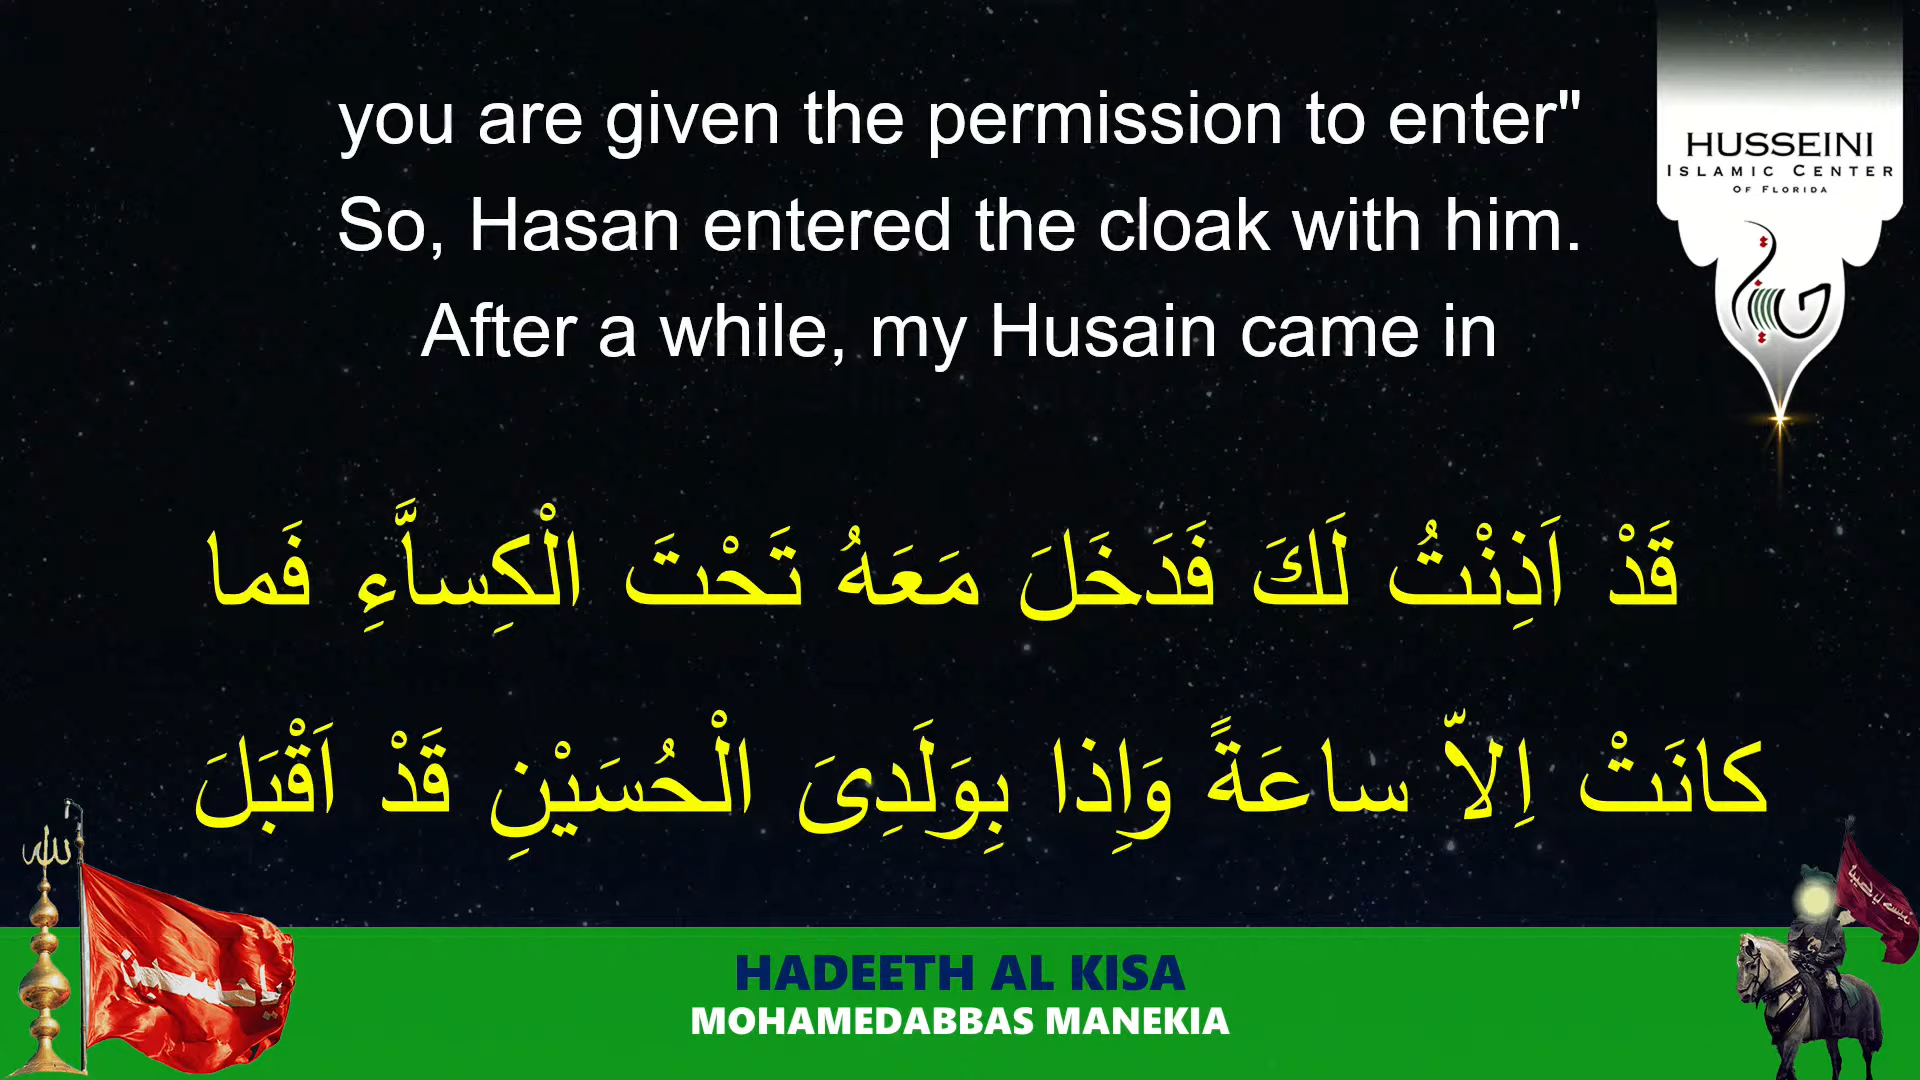 you are given the permission to enter"
So, Hasan entered the cloak with him.
After a while, my Husain came in
HUSSEINI
ISLAMIC CENTER
OF FLORIDA
قَدْ اَذِنْتُ لَكَ فَدَخَلَ مَعَهُ تَحْتَ الْكِساَّءِ فَما
كانَتْ اِلاّ ساعَةً وَاِذا بِوَلَدِىَ الْحُسَيْنِ قَدْ اَقْبَلَ
الله
HADEETH AL KISA
MOHAMEDABBAS MANEKIA